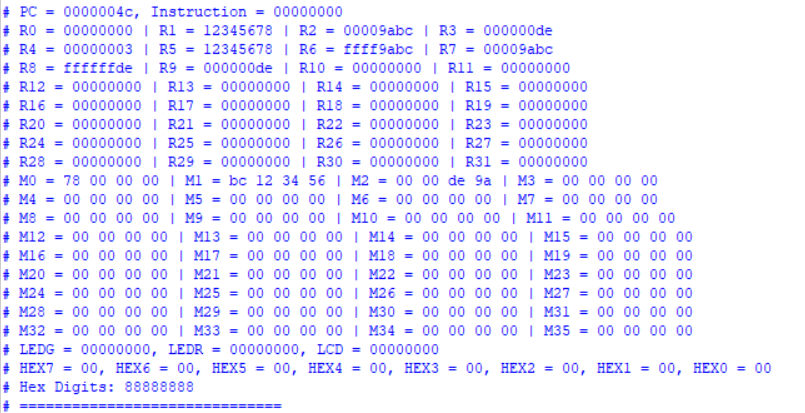 # PC = 0000004c, Instruction = 00000000
# R0 = 00000000 | R1 = 12345678 | R2 = 00009abc | R3 = 000000de
# R4 = 00000003 | R5 = 12345678 | R6 = ffff9abc | R7 = 00009abc
# R8 = ffffffde | R9 = 000000de | R10 = 00000000 | R11 = 00000000
# R12 = 00000000 | R13 = 00000000 | R14 = 00000000 | R15 = 00000000
# R16 = 00000000 | R17 = 00000000 | R18 = 00000000 | R19 = 00000000
# R20 = 00000000 | R21 = 00000000 | R22 = 00000000 | R23 = 00000000
# R24 = 00000000 | R25 = 00000000 | R26 = 00000000 | R27 = 00000000
# R28 = 00000000 | R29 = 00000000 | R30 = 00000000 | R31 = 00000000
# M0 = 78 00 00 00 | M1 = bc 12 34 56 | M2 = 00 00 de 9a | M3 = 00 00 00 00
# M4 = 00 00 00 00 | M5 = 00 00 00 00 | M6 = 00 00 00 00 | M7 = 00 00 00 00
# M8 = 00 00 00 00 | M9 = 00 00 00 00 | M10 = 00 00 00 00 | M11 = 00 00 00 00
# M12 = 00 00 00 00 | M13 = 00 00 00 00 | M14 = 00 00 00 00 | M15 = 00 00 00 00
# M16 = 00 00 00 00 | M17 = 00 00 00 00 | M18 = 00 00 00 00 | M19 = 00 00 00 00
# M20 = 00 00 00 00 | M21 = 00 00 00 00 | M22 = 00 00 00 00 | M23 = 00 00 00 00
# M24 = 00 00 00 00 | M25 = 00 00 00 00 | M26 = 00 00 00 00 | M27 = 00 00 00 00
# M28 = 00 00 00 00 | M29 = 00 00 00 00 | M30 = 00 00 00 00 | M31 = 00 00 00 00
# M32 = 00 00 00 00 | M33 = 00 00 00 00 | M34 = 00 00 00 00 | M35 = 00 00 00 00
# LEDG = 00000000, LEDR = 00000000, LCD = 00000000
# HEX7 = 00, HEX6 = 00, HEX5 = 00, HEX4 = 00, HEX3 = 00, HEX2 = 00, HEX1 = 00, HEX0 = 00
# Hex Digits: 88888888
# ==============================